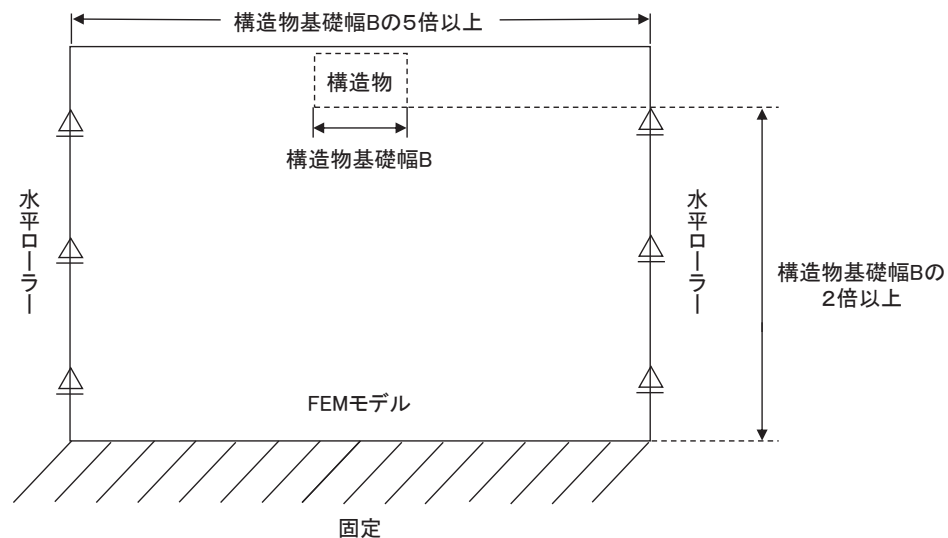 構造物基礎幅Bの5倍以上
構造物
構造物基礎幅B
水平ローラー
水平ローラー
構造物基礎幅Bの
2倍以上
FEMモデル
固定